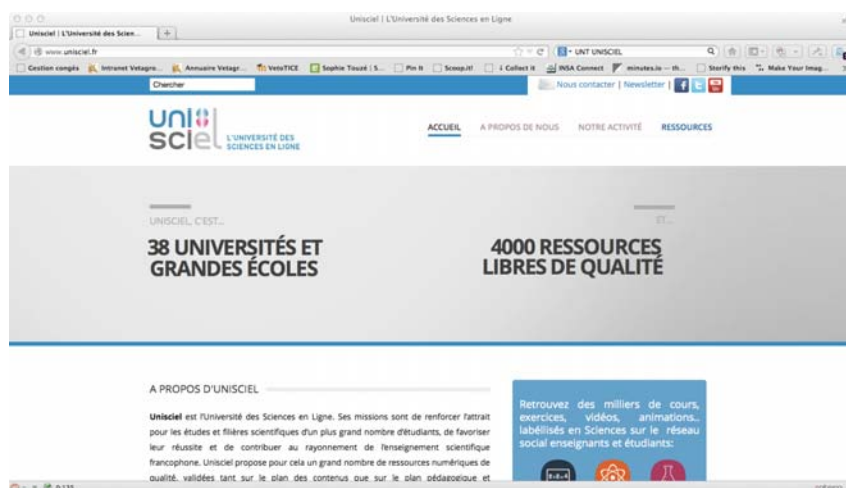 Unisciel | L'Université des Sciences en Ligne
Unisciel | L'Université des Scien...
www.unisciel.fr
UNT UNISCIEL
Gestion congés
Intranet Vetagro...
Annuaire Vetagr...
VetoTICE
Sophie Touzé | S...
Pin It
Scoop.it!
i Collect It
INSA Connect
minutes.io — th...
Storify this
Make Your Imag...
Chercher
Nous contacter | Newsletter |
uni
sciel
L'UNIVERSITÉ DES
SCIENCES EN LIGNE
ACCUEIL
A PROPOS DE NOUS
NOTRE ACTIVITÉ
RESSOURCES
UNISCIEL, C'EST...
38 UNIVERSITÉS ET
GRANDES ÉCOLES
ET...
4000 RESSOURCES
LIBRES DE QUALITÉ
A PROPOS D'UNISCIEL
Unisciel est l'Université des Sciences en Ligne. Ses missions sont de renforcer l'attrait
pour les études et filières scientifiques d'un plus grand nombre d'étudiants, de favoriser
leur réussite et de contribuer au rayonnement de l'enseignement scientifique
francophone. Unisciel propose pour cela un grand nombre de ressources numériques de
qualité, validées tant sur le plan des contenus que sur le plan pédagogique et
Retrouvez des milliers de cours,
exercices, vidéos, animations..
labéllisés en Sciences sur le réseau
social enseignants et étudiants: